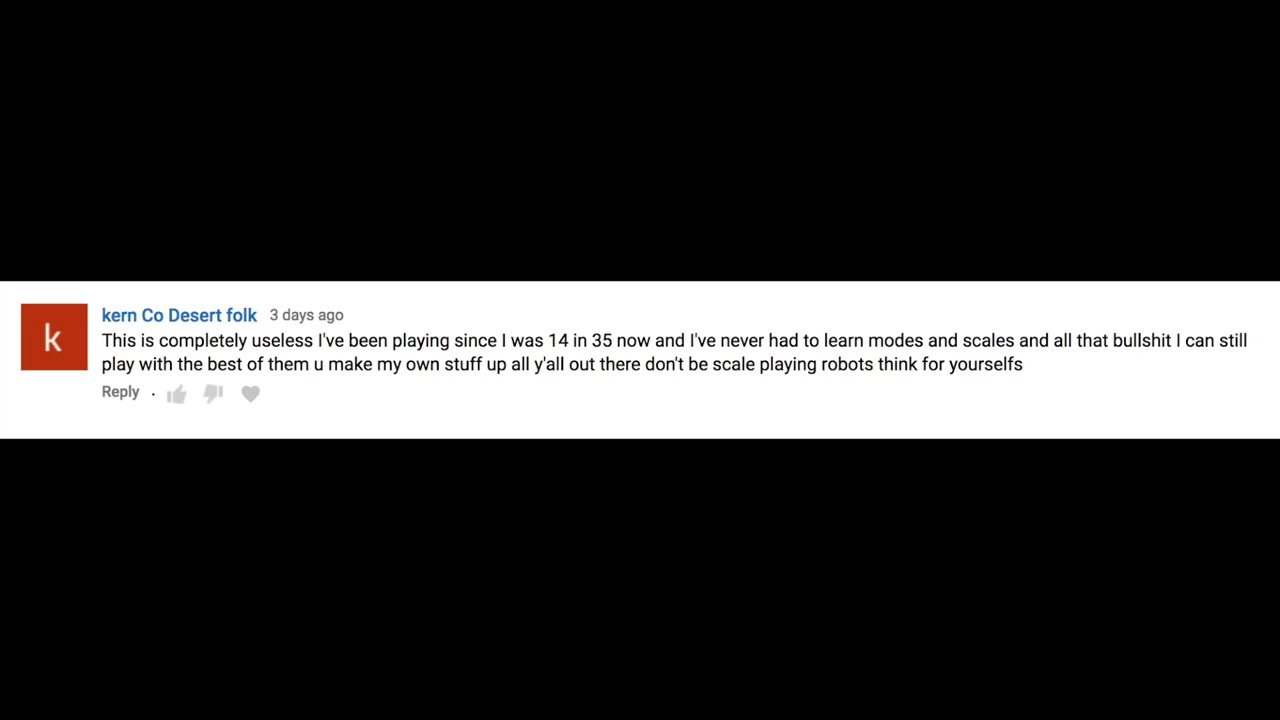 k
kern Co Desert folk 3 days ago
This is completely useless I've been playing since I was 14 in 35 now and I've never had to learn modes and scales and all that bullshit I can still
play with the best of them u make my own stuff up all y'all out there don't be scale playing robots think for yourselfs
Reply .